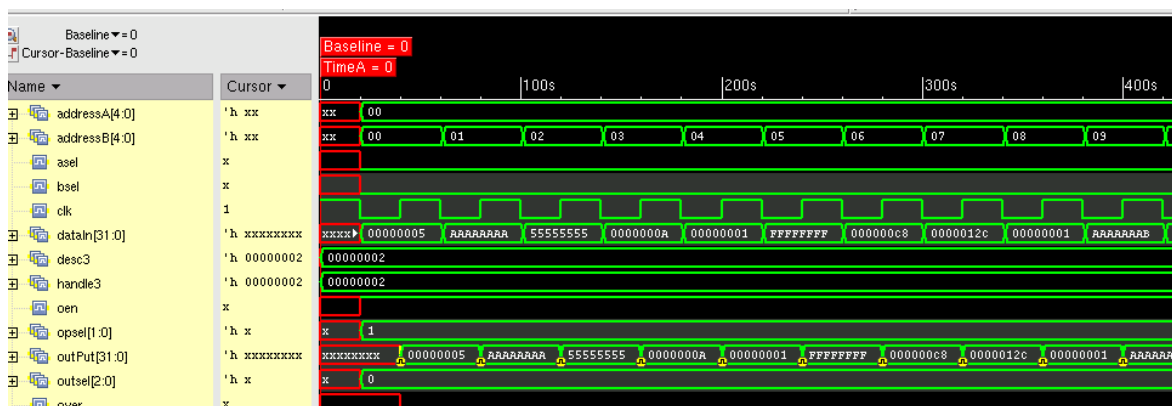 Baseline ▾= 0
Cursor-Baseline ▾= 0
Baseline = 0
TimeA = 0
Name ▾ Cursor ▾ 0 100s 200s 300s 400s
addressA[4:0] 'h xx xx 00
addressB[4:0] 'h xx xx 00 01 02 03 04 05 06 07 08 09
asel x
bsel x
clk 1
dataIn[31:0] 'h xxxxxxxx xxxx 00000005 AAAAAAAA 55555555 0000000A 00000001 FFFFFFFF 000000c8 0000012c 00000001 AAAAAAAB
desc3 'h 00000002 00000002
handle3 'h 00000002 00000002
oen x
opsel[1:0] 'h x x 1
outPut[31:0] 'h xxxxxxxx xxxxxxxx 00000005 AAAAAAAA 55555555 0000000A 00000001 FFFFFFFF 000000c8 0000012c 00000001 AAAAA
outsel[2:0] 'h x x 0
over x